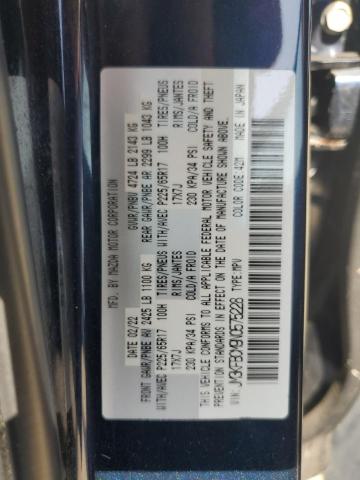 MFD. BY MAZDA MOTOR CORPORATION
DATE 02/22 GVWR/PNBV 4724 LB 2143 KG
FRONT GAWR/PNBE AV 2425 LB 1100 KG REAR GAWR/PNBE AR 2299 LB 1043 KG
WITH/AVEC P225/65R17 100H TIRES/PNEUS WITH/AVEC P225/65R17 100H TIRES/PNEUS
17X7J RIMS/JANTES 17X7J RIMS/JANTES
230 KPA/34 PSI COLD/A FROID 230 KPA/34 PSI COLD/A FROID
THIS VEHICLE CONFORMS TO ALL APPLICABLE FEDERAL MOTOR VEHICLE SAFETY AND THEFT
PREVENTION STANDARDS IN EFFECT ON THE DATE OF MANUFACTURE SHOWN ABOVE.
VIN: TYPE:MPV COLOR CODE: 42M MADE IN JAPAN